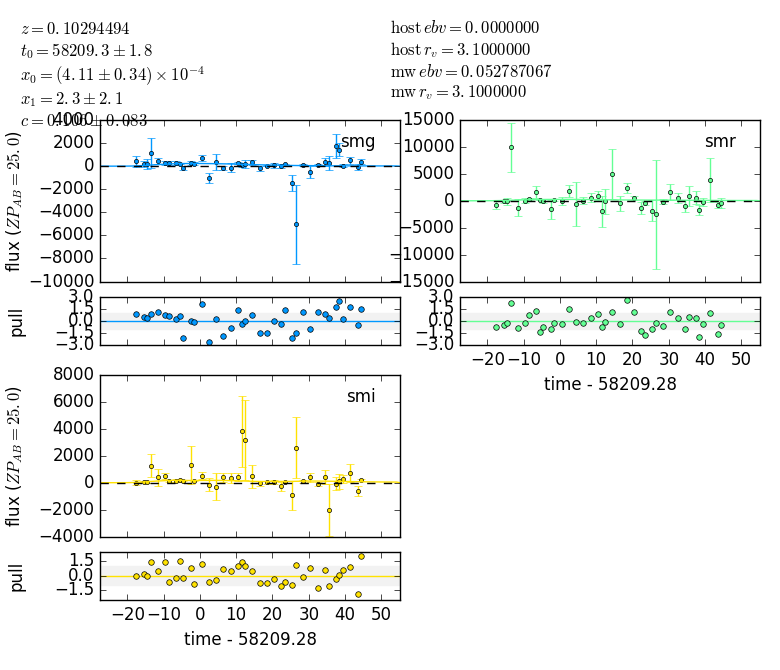 z = 0.10294494
t₀ = 58209.3 ± 1.8
x₀ = (4.11 ± 0.34) × 10⁻⁴
x₁ = 2.3 ± 2.1
c = 0.106 ± 0.083
host ebv = 0.0000000
host r_v = 3.1000000
mw ebv = 0.052787067
mw r_v = 3.1000000
4000
2000
0
−2000
−4000
−6000
−8000
−10000
flux (ZP_AB = 25.0)
smg
15000
10000
5000
0
−5000
−10000
−15000
smr
3.0
1.5
0.0
−1.5
−3.0
pull
3.0
1.5
0.0
−1.5
−3.0
−20 −10 0 10 20 30 40 50
time - 58209.28
8000
6000
4000
2000
0
−2000
−4000
flux (ZP_AB = 25.0)
smi
1.5
0.0
−1.5
pull
−20 −10 0 10 20 30 40 50
time - 58209.28